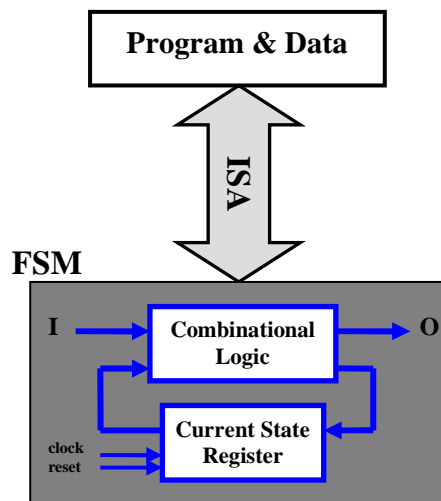 Program & Data
ISA
FSM
I
Combinational
Logic
O
Current State
Register
clock
reset